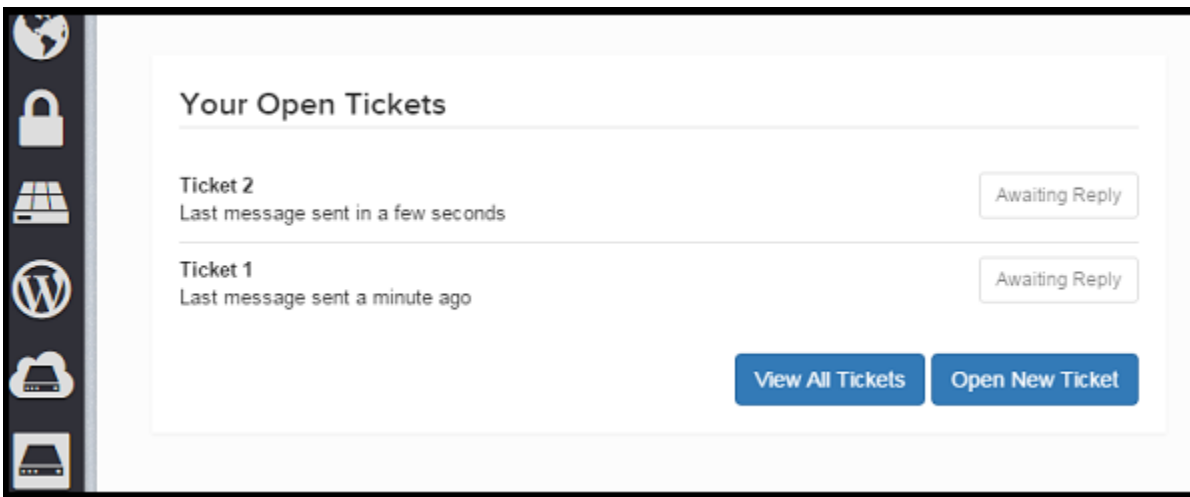 Your Open Tickets
Ticket 2
Last message sent in a few seconds
Awaiting Reply
Ticket 1
Last message sent a minute ago
Awaiting Reply
View All Tickets
Open New Ticket